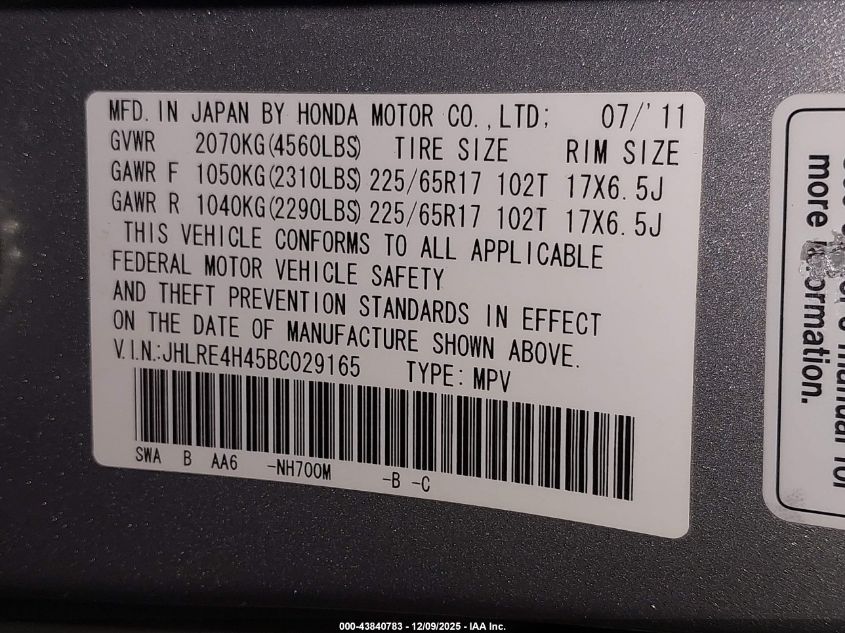 MFD. IN JAPAN BY HONDA MOTOR CO.,LTD; 07/'11
GVWR 2070KG(4560LBS) TIRE SIZE RIM SIZE
GAWR F 1050KG(2310LBS) 225/65R17 102T 17X6.5J
GAWR R 1040KG(2290LBS) 225/65R17 102T 17X6.5J
THIS VEHICLE CONFORMS TO ALL APPLICABLE
FEDERAL MOTOR VEHICLE SAFETY
AND THEFT PREVENTION STANDARDS IN EFFECT
ON THE DATE OF MANUFACTURE SHOWN ABOVE.
V.I.N.:JHLRE4H45BC029165 TYPE: MPV
SWA B AA6 -NH700M -B -C
manual for
more information.
000-43840783 - 12/09/2025 - IAA Inc.